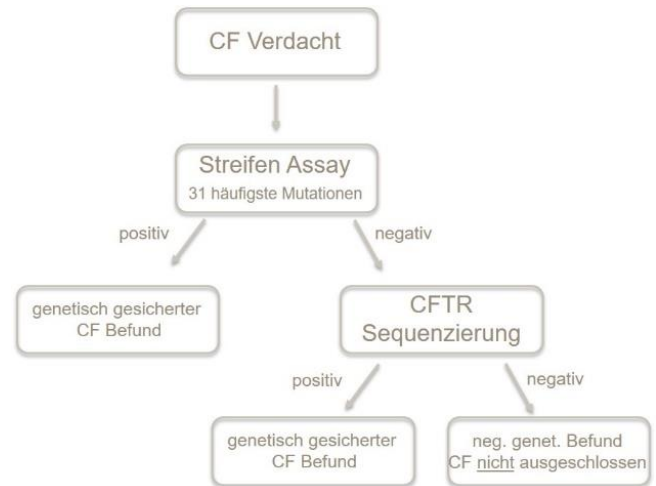 CF Verdacht
Streifen Assay
31 häufigste Mutationen
positiv
negativ
genetisch gesicherter
CF Befund
CFTR
Sequenzierung
positiv
negativ
genetisch gesicherter
CF Befund
neg. genet. Befund
CF nicht ausgeschlossen